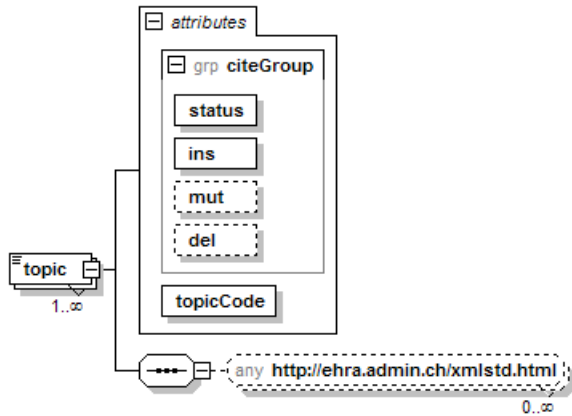 attributes
grp citeGroup
status
ins
mut
del
topic
1..∞
topicCode
any http://ehra.admin.ch/xmlstd.html
0..∞